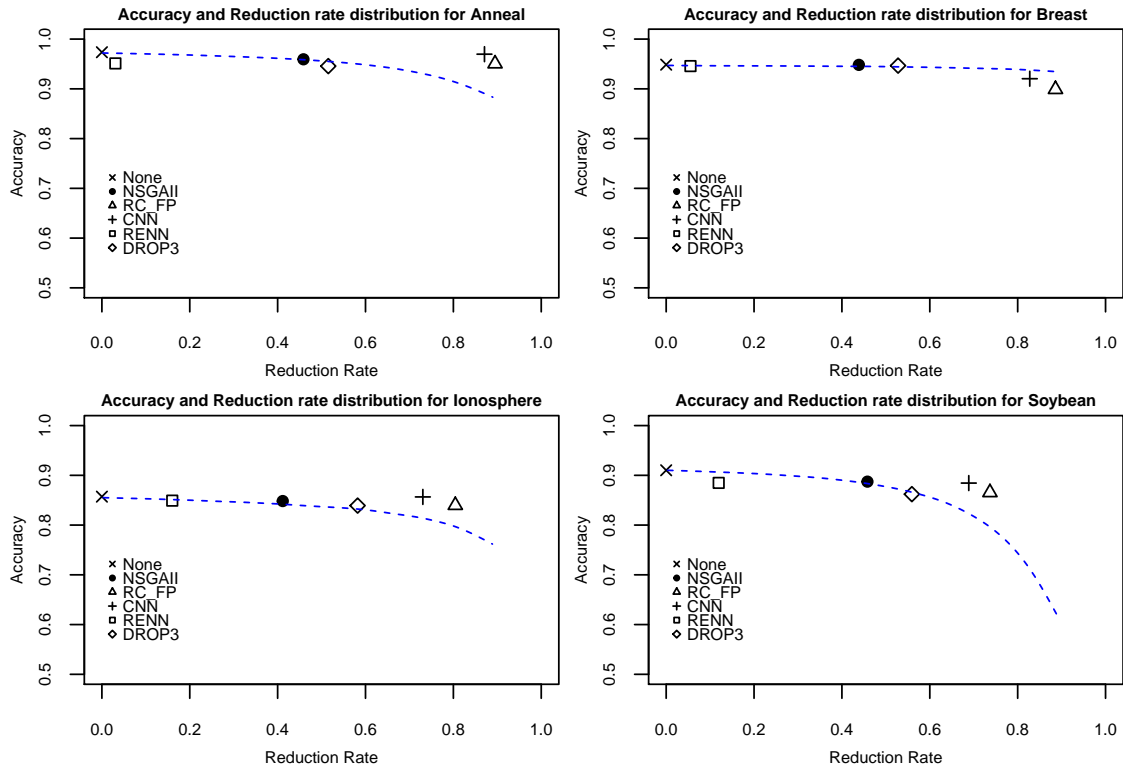 Accuracy and Reduction rate distribution for Anneal
Accuracy
1.0
0.9
0.8
0.7
0.6
0.5
None
NSGAII
RC_FP
CNN
RENN
DROP3
0.0 0.2 0.4 0.6 0.8 1.0
Reduction Rate
Accuracy and Reduction rate distribution for Breast
Accuracy
1.0
0.9
0.8
0.7
0.6
0.5
None
NSGAII
RC_FP
CNN
RENN
DROP3
0.0 0.2 0.4 0.6 0.8 1.0
Reduction Rate
Accuracy and Reduction rate distribution for Ionosphere
Accuracy
1.0
0.9
0.8
0.7
0.6
0.5
None
NSGAII
RC_FP
CNN
RENN
DROP3
0.0 0.2 0.4 0.6 0.8 1.0
Reduction Rate
Accuracy and Reduction rate distribution for Soybean
Accuracy
1.0
0.9
0.8
0.7
0.6
0.5
None
NSGAII
RC_FP
CNN
RENN
DROP3
0.0 0.2 0.4 0.6 0.8 1.0
Reduction Rate